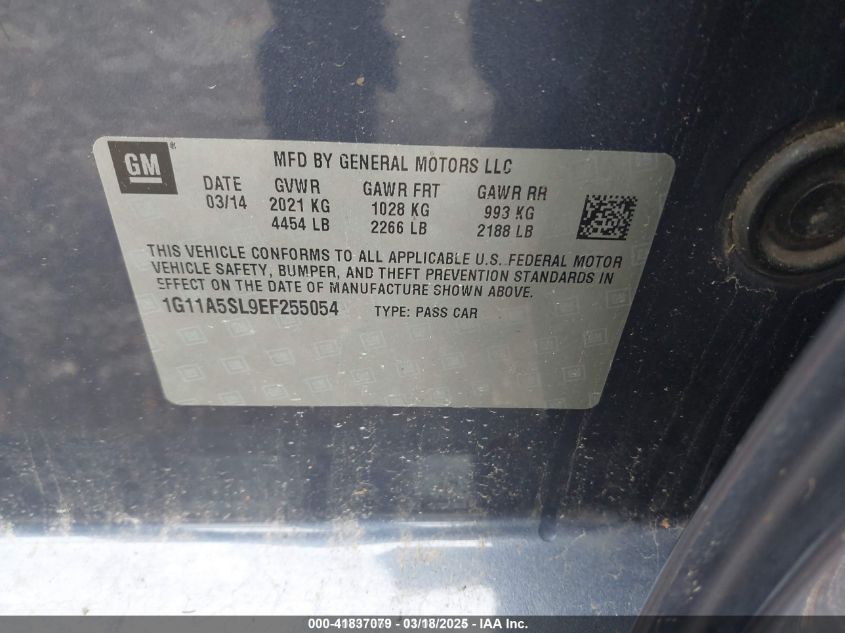 GM®
MFD BY GENERAL MOTORS LLC
DATE GVWR GAWR FRT GAWR RR
03/14 2021 KG 1028 KG 993 KG
4454 LB 2266 LB 2188 LB
THIS VEHICLE CONFORMS TO ALL APPLICABLE U.S. FEDERAL MOTOR
VEHICLE SAFETY, BUMPER, AND THEFT PREVENTION STANDARDS IN
EFFECT ON THE DATE OF MANUFACTURE SHOWN ABOVE.
1G11A5SL9EF255054 TYPE: PASS CAR
000-41837079 — 03/18/2025 — IAA, Inc.